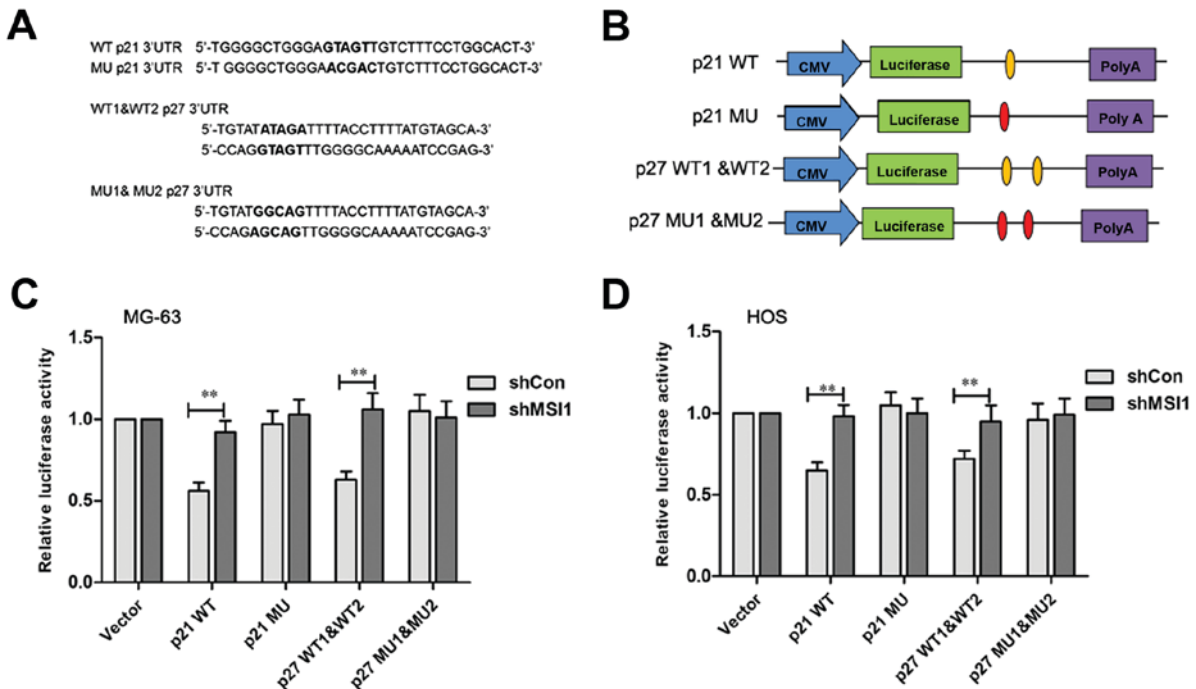 A
WT p21 3'UTR 5'-TGGGGCTGGGAGTAGTTGTCTTTCCTGGCACT-3'
MU p21 3'UTR 5'-T GGGGCTGGGAACGACTGTCTTTCCTGGCACT-3'
WT1&WT2 p27 3'UTR
5'-TGTATATAGATTTTACCTTTTATGTAGCA-3'
5'-CCAGGTAGTTTGGGGCAAAAATCCGAG-3'
MU1& MU2 p27 3'UTR
5'-TGTATGGCAGTTTTACCTTTTATGTAGCA-3'
5'-CCAGAGCAGTTGGGGCAAAAATCCGAG-3'
B
p21 WT CMV Luciferase PolyA
p21 MU CMV Luciferase Poly A
p27 WT1 &WT2 CMV Luciferase PolyA
p27 MU1 &MU2 CMV Luciferase PolyA
C
MG-63
Relative luciferase activity
1.5
1.0
0.5
0.0
**
**
shCon
shMSI1
Vector
p21 WT
p21 MU
p27 WT1&WT2
p27 MU1&MU2
D
HOS
Relative luciferase activity
1.5
1.0
0.5
0.0
**
**
shCon
shMSI1
Vector
p21 WT
p21 MU
p27 WT1&WT2
p27 MU1&MU2